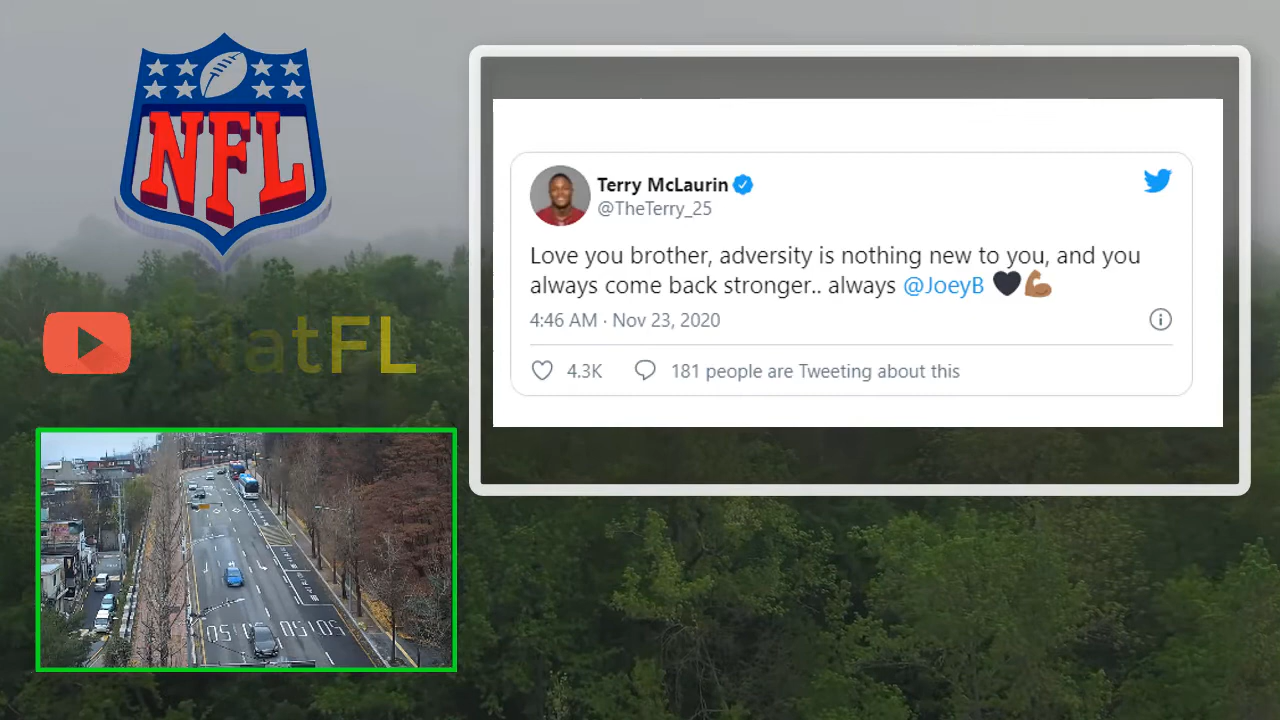 NFL
NatFL
Terry McLaurin
@TheTerry_25
Love you brother, adversity is nothing new to you, and you
always come back stronger.. always @JoeyB 🖤💪🏾
4:46 AM · Nov 23, 2020
4.3K 181 people are Tweeting about this